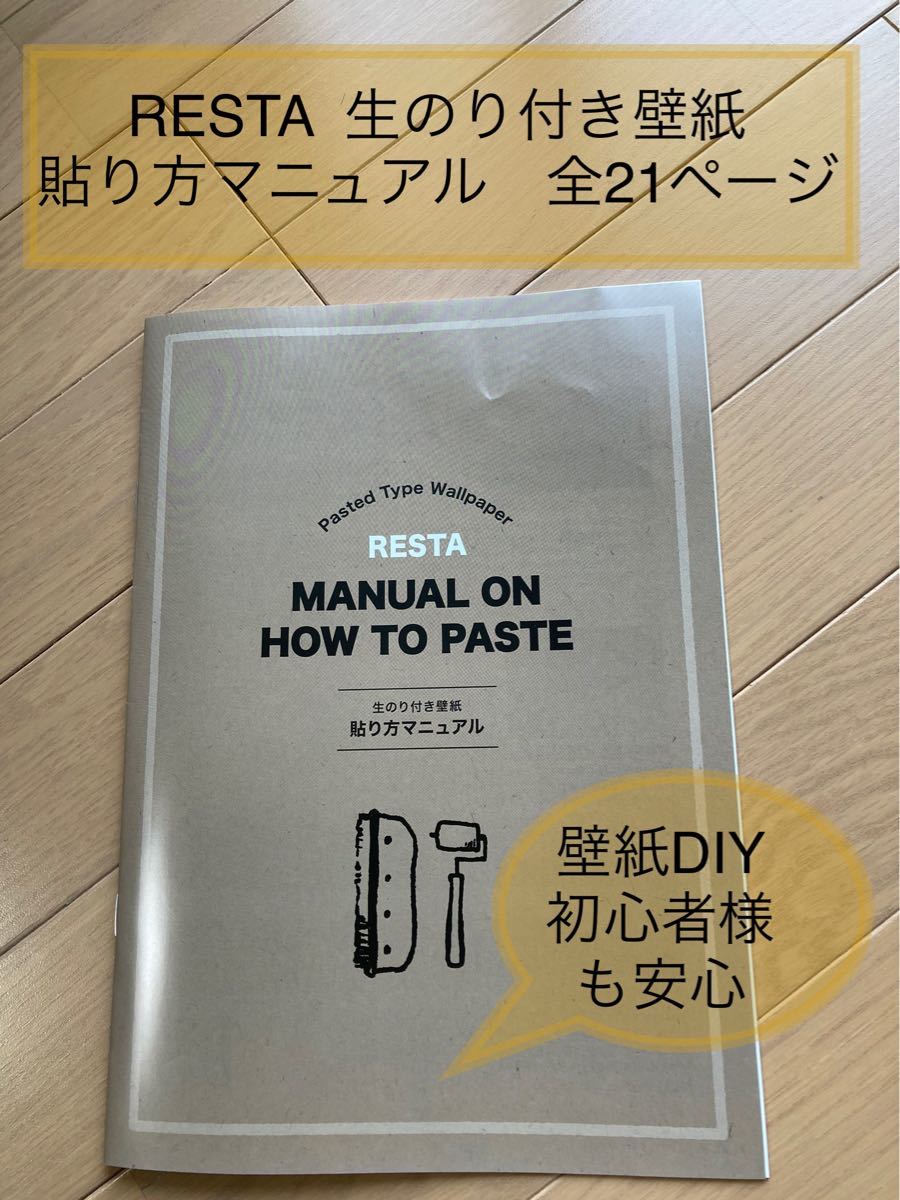 RESTA 生のり付き壁紙
貼り方マニュアル　全21ページ
Pasted Type Wallpaper
RESTA
MANUAL ON
HOW TO PASTE
生のり付き壁紙
貼り方マニュアル
壁紙DIY
初心者様
も安心